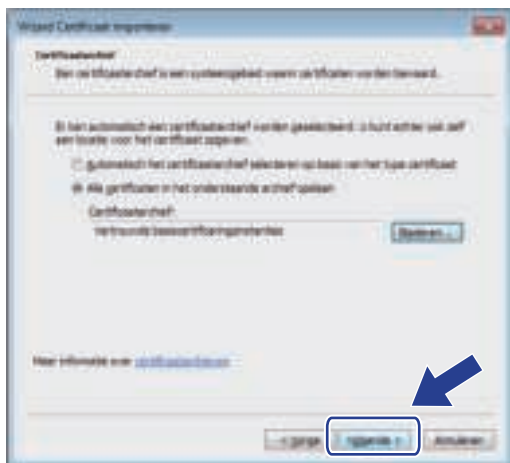 Wizard Certificaat importeren
Certificaatarchief
Een certificaatarchief is een systeemgebied waarin certificaten worden bewaard.
Er kan automatisch een certificaatarchief worden geselecteerd. U kunt echter ook zelf
een locatie voor het certificaat opgeven.
Automatisch het certificaatarchief selecteren op basis van het type certificaat
Alle certificaten in het onderstaande archief opslaan
Certificaatarchief:
Vertrouwde basiscertificeringsinstanties
Bladeren...
Meer informatie over certificaatarchieven
< Vorige
Volgende >
Annuleren